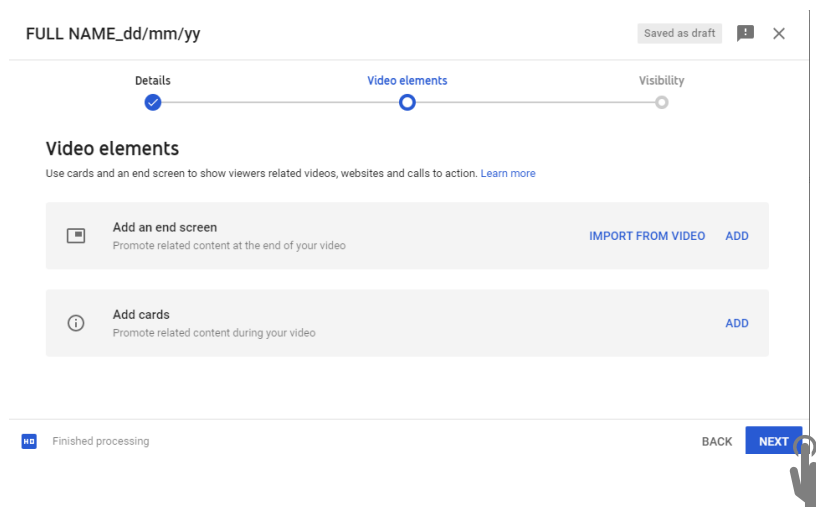 FULL NAME_dd/mm/yy
Saved as draft
Details
Video elements
Visibility
Video elements
Use cards and an end screen to show viewers related videos, websites and calls to action. Learn more
Add an end screen
Promote related content at the end of your video
IMPORT FROM VIDEO
ADD
Add cards
Promote related content during your video
ADD
HD
Finished processing
BACK
NEXT